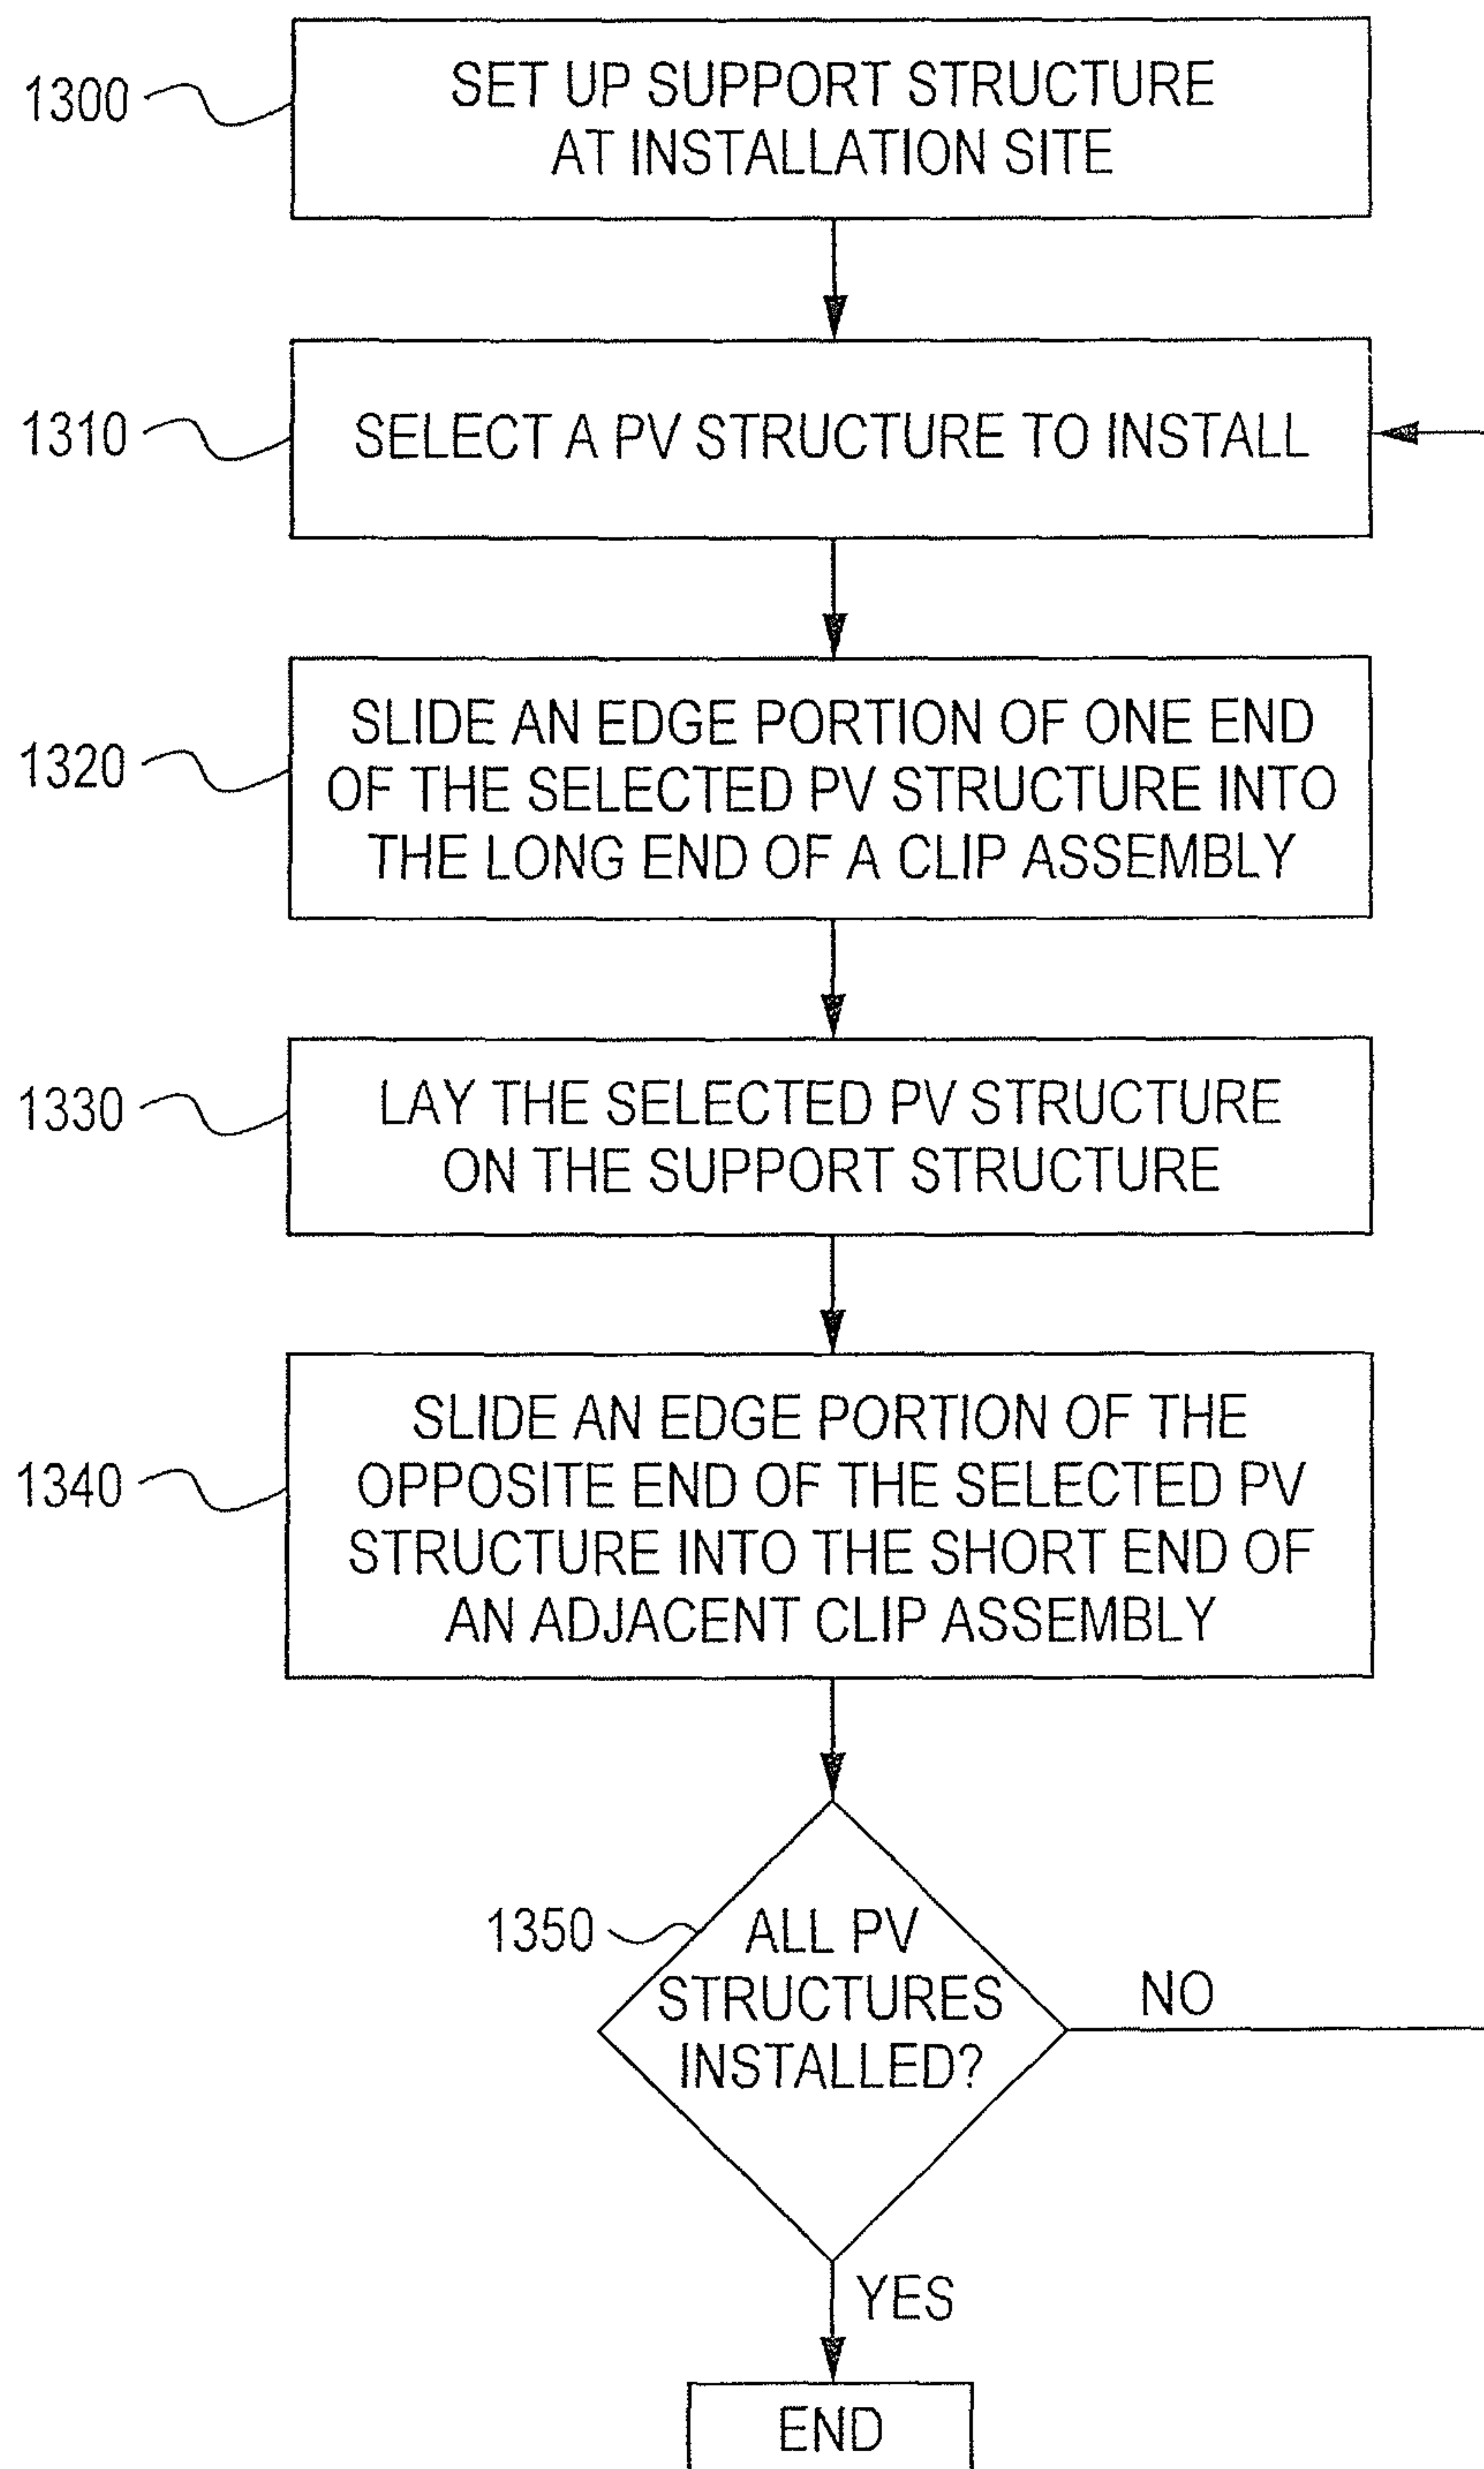 1300
SET UP SUPPORT STRUCTURE
AT INSTALLATION SITE
1310
SELECT A PV STRUCTURE TO INSTALL
1320
SLIDE AN EDGE PORTION OF ONE END
OF THE SELECTED PV STRUCTURE INTO
THE LONG END OF A CLIP ASSEMBLY
1330
LAY THE SELECTED PV STRUCTURE
ON THE SUPPORT STRUCTURE
1340
SLIDE AN EDGE PORTION OF THE
OPPOSITE END OF THE SELECTED PV
STRUCTURE INTO THE SHORT END OF
AN ADJACENT CLIP ASSEMBLY
1350
ALL PV
STRUCTURES
INSTALLED?
NO
YES
END